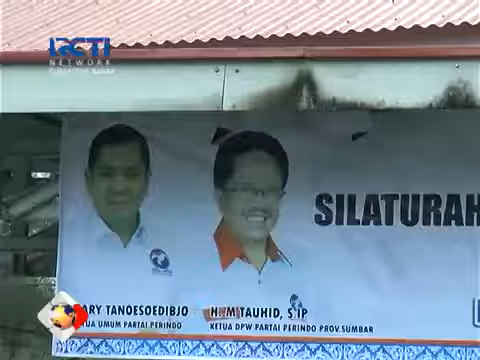 RCTI
NETWORK
SILATURAH
ARY TANOESOEDIBJO
TUA UMUM PARTAI PERINDO
H.M TAUHID, S.IP
KETUA DPW PARTAI PERINDO PROV.SUMBAR